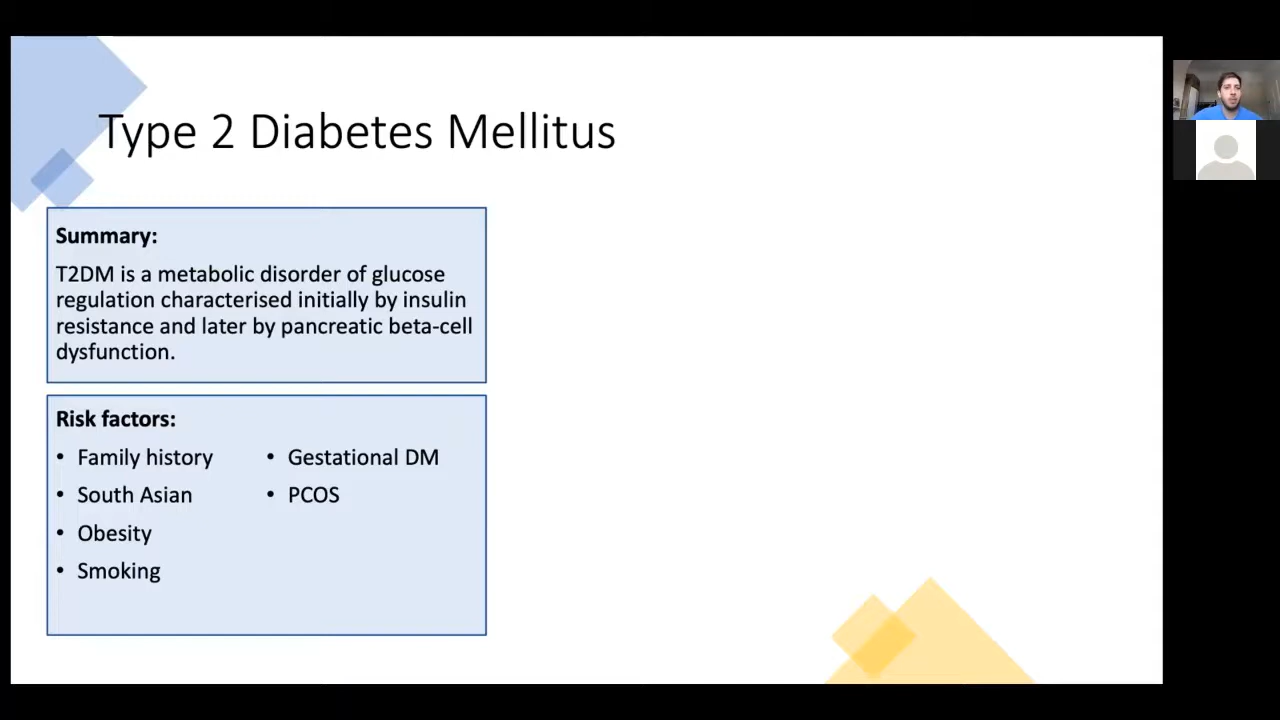 Type 2 Diabetes Mellitus
Summary:
T2DM is a metabolic disorder of glucose
regulation characterised initially by insulin
resistance and later by pancreatic beta-cell
dysfunction.
Risk factors:
• Family history
• South Asian
• Obesity
• Smoking
• Gestational DM
• PCOS